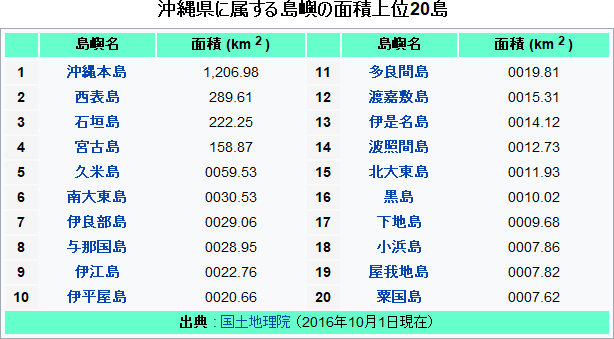 沖縄県に属する島嶼の面積上位20島
島嶼名 面積 (km 2 ) 島嶼名 面積 (km 2 )
1 沖縄本島 1,206.98 11 多良間島 0019.81
2 西表島 289.61 12 渡嘉敷島 0015.31
3 石垣島 222.25 13 伊是名島 0014.12
4 宮古島 158.87 14 波照間島 0012.73
5 久米島 0059.53 15 北大東島 0011.93
6 南大東島 0030.53 16 黒島 0010.02
7 伊良部島 0029.06 17 下地島 0009.68
8 与那国島 0028.95 18 小浜島 0007.86
9 伊江島 0022.76 19 屋我地島 0007.82
10 伊平屋島 0020.66 20 粟国島 0007.62
出典 : 国土地理院 （2016年10月1日現在）